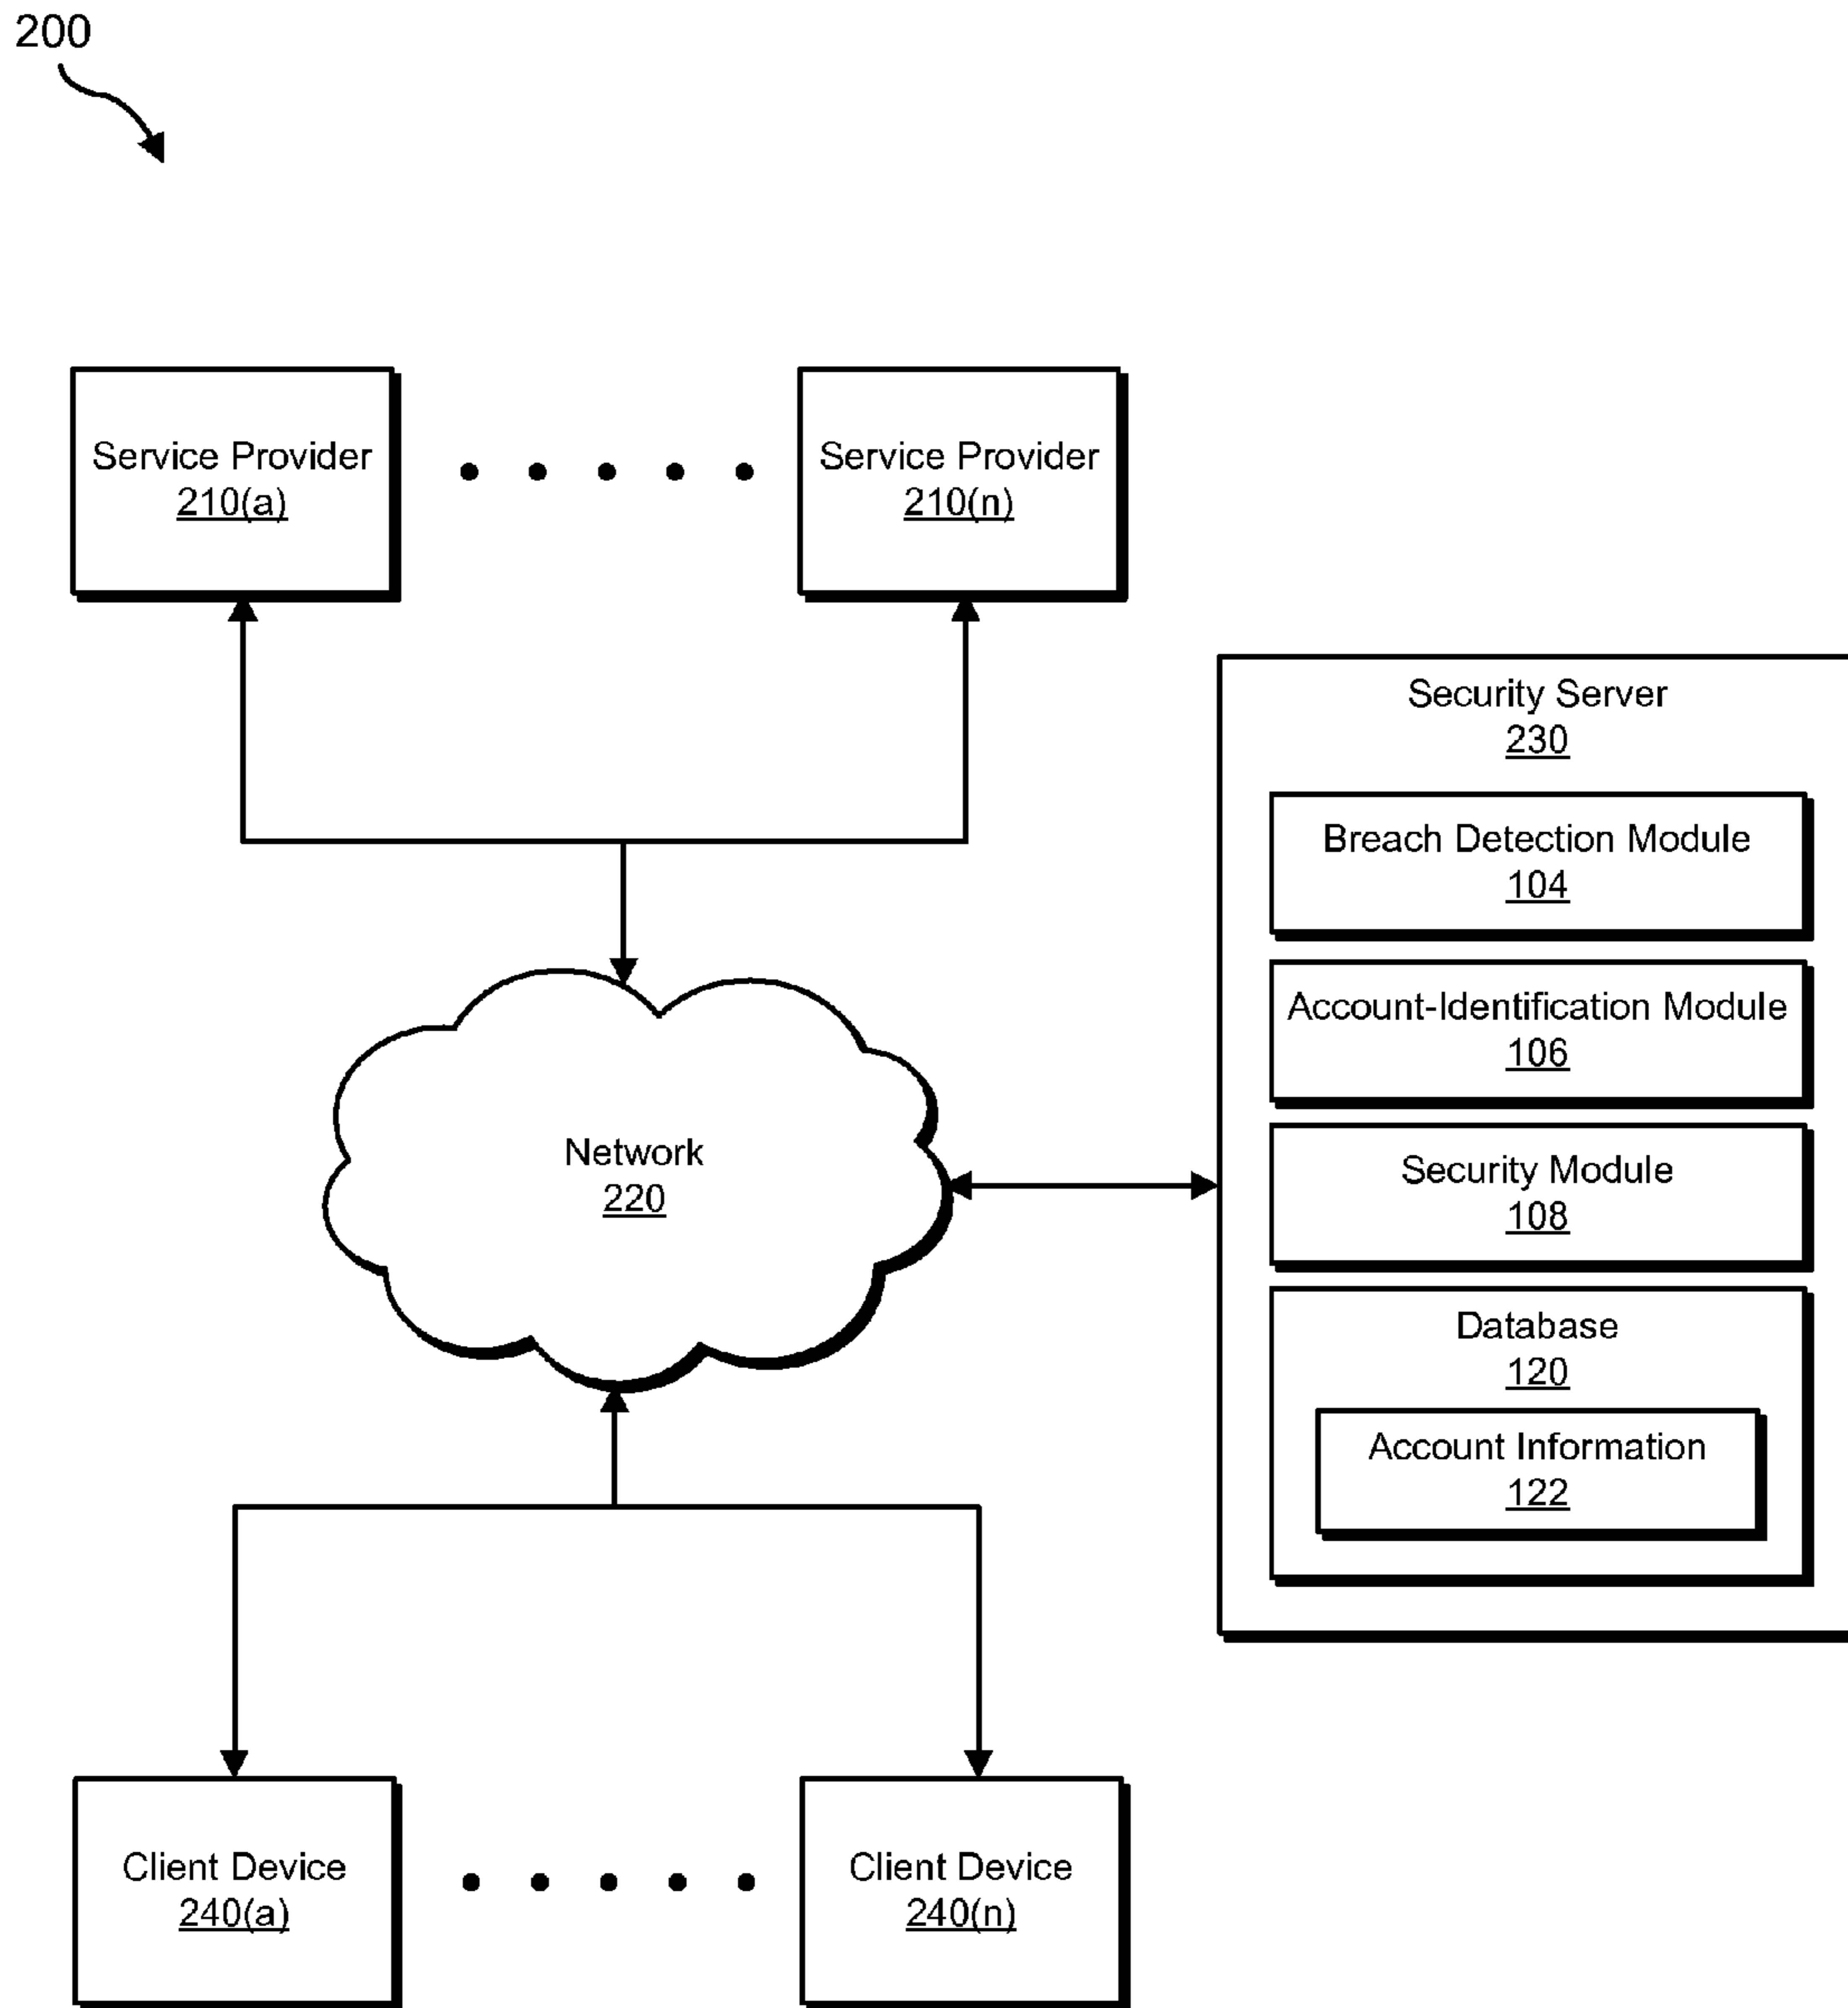 200
Service Provider
210(a)
Service Provider
210(n)
Security Server
230
Breach Detection Module
104
Account-Identification Module
106
Network
220
Security Module
108
Database
120
Account Information
122
Client Device
240(a)
Client Device
240(n)